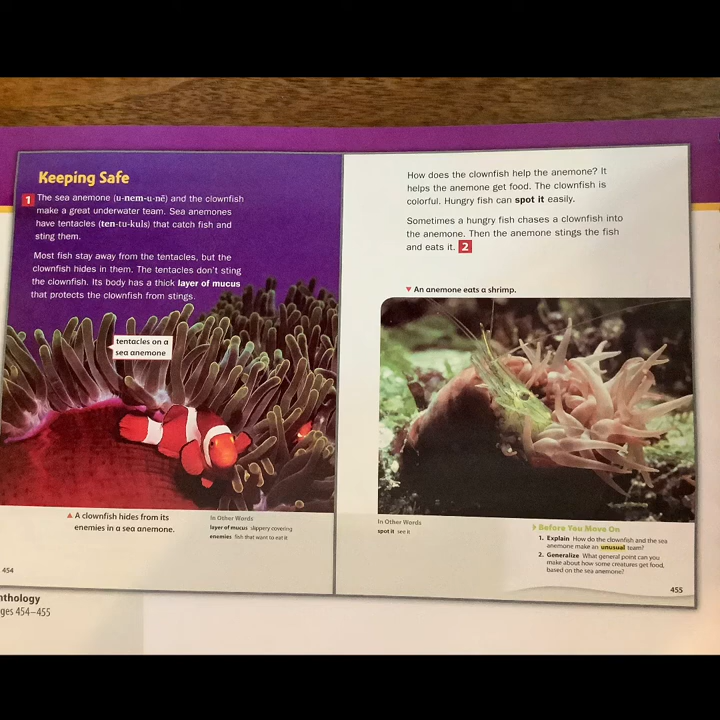 Keeping Safe
1 The sea anemone (u-nem-u-nē) and the clownfish
make a great underwater team. Sea anemones
have tentacles (ten-tu-kuls) that catch fish and
sting them.
Most fish stay away from the tentacles, but the
clownfish hides in them. The tentacles don't sting
the clownfish. Its body has a thick layer of mucus
that protects the clownfish from stings.
tentacles on a
sea anemone
▲ A clownfish hides from its
enemies in a sea anemone.
In Other Words
layer of mucus slippery covering
enemies fish that want to eat it
454
How does the clownfish help the anemone? It
helps the anemone get food. The clownfish is
colorful. Hungry fish can spot it easily.
Sometimes a hungry fish chases a clownfish into
the anemone. Then the anemone stings the fish
and eats it. 2
▼ An anemone eats a shrimp.
In Other Words
spot it see it
Before You Move On
1. Explain How do the clownfish and the sea
anemone make an unusual team?
2. Generalize What general point can you
make about how some creatures get food,
based on the sea anemone?
455
nthology
ges 454–455